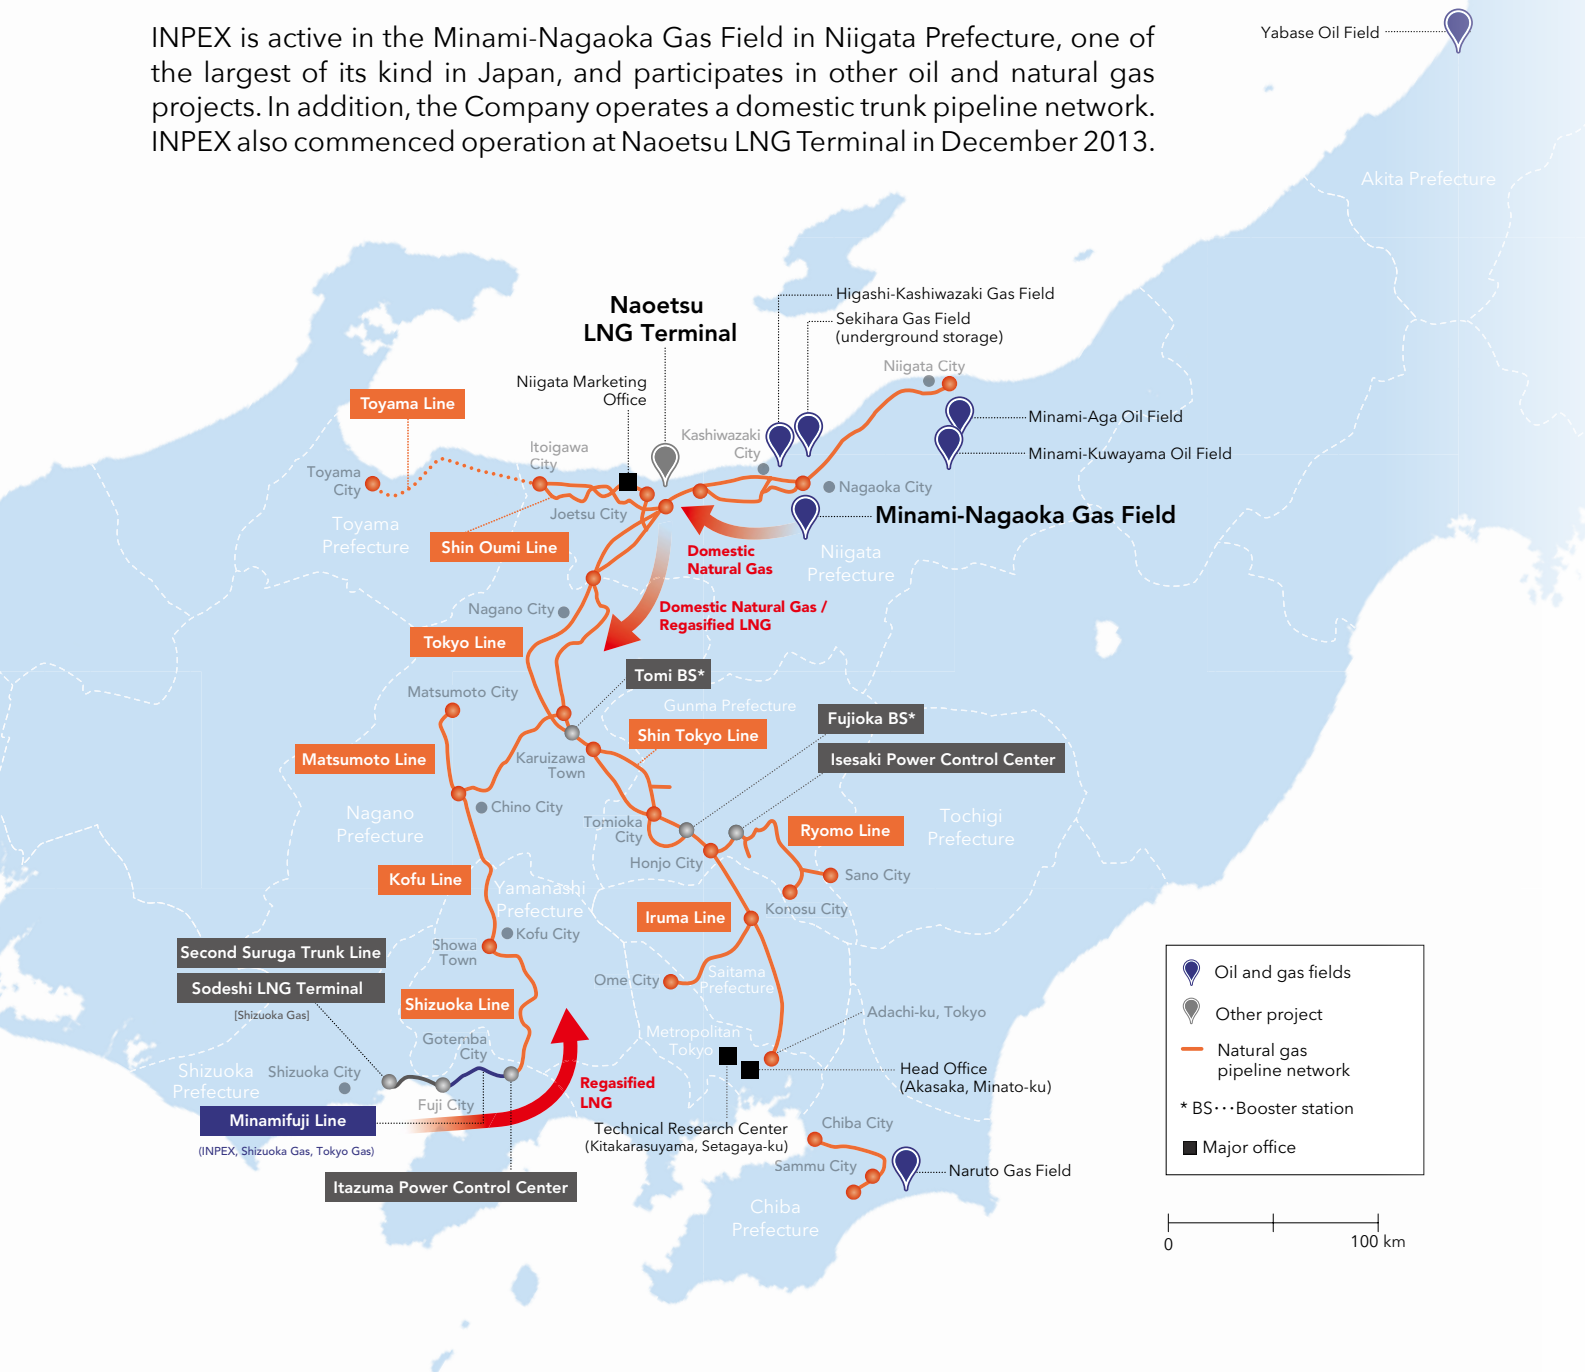 INPEX is active in the Minami-Nagaoka Gas Field in Niigata Prefecture, one of
the largest of its kind in Japan, and participates in other oil and natural gas
projects. In addition, the Company operates a domestic trunk pipeline network.
INPEX also commenced operation at Naoetsu LNG Terminal in December 2013.
Yabase Oil Field
Akita Prefecture
Naoetsu
LNG Terminal
Higashi-Kashiwazaki Gas Field
Sekihara Gas Field
(underground storage)
Niigata City
Niigata Marketing
Office
Toyama Line
Minami-Aga Oil Field
Kashiwazaki
City
Itoigawa
City
Minami-Kuwayama Oil Field
Toyama
City
Nagaoka City
Joetsu City
Minami-Nagaoka Gas Field
Toyama
Prefecture
Shin Oumi Line
Domestic
Natural Gas
Niigata
Prefecture
Nagano City
Domestic Natural Gas /
Regasified LNG
Tokyo Line
Tomi BS*
Matsumoto City
Gunma Prefecture
Fujioka BS*
Shin Tokyo Line
Matsumoto Line
Karuizawa
Town
Isesaki Power Control Center
Chino City
Nagano
Prefecture
Tomioka
City
Ryomo Line
Tochigi
Prefecture
Honjo City
Kofu Line
Sano City
Yamanashi
Prefecture
Konosu City
Iruma Line
Kofu City
Second Suruga Trunk Line
Showa
Town
Sodeshi LNG Terminal
[Shizuoka Gas]
Shizuoka Line
Ome City
Saitama
Prefecture
Oil and gas fields
Other project
Natural gas
pipeline network
* BS···Booster station
Major office
Adachi-ku, Tokyo
Metropolitan
Tokyo
Gotemba
City
Shizuoka
Prefecture
Shizuoka City
Head Office
(Akasaka, Minato-ku)
Regasified
LNG
Fuji City
Minamifuji Line
(INPEX, Shizuoka Gas, Tokyo Gas)
Technical Research Center
(Kitakarasuyama, Setagaya-ku)
Chiba City
Sammu City
Naruto Gas Field
Itazuma Power Control Center
Chiba
Prefecture
0
100 km